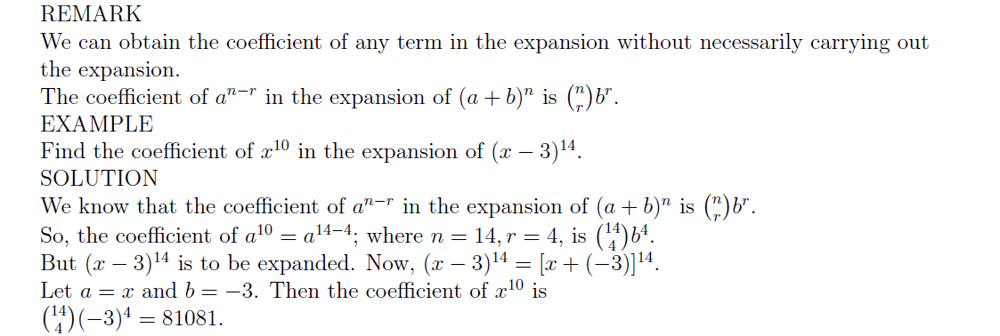 REMARK
We can obtain the coefficient of any term in the expansion without necessarily carrying out
the expansion.
The coefficient of $a^{n-r}$ in the expansion of $(a+b)^n$ is $\binom{n}{r}b^r$.
EXAMPLE
Find the coefficient of $x^{10}$ in the expansion of $(x-3)^{14}$.
SOLUTION
We know that the coefficient of $a^{n-r}$ in the expansion of $(a+b)^n$ is $\binom{n}{r}b^r$.
So, the coefficient of $a^{10} = a^{14-4}$; where $n = 14, r = 4$, is $\binom{14}{4}b^4$.
But $(x-3)^{14}$ is to be expanded. Now, $(x-3)^{14} = [x+(-3)]^{14}$.
Let $a = x$ and $b = -3$. Then the coefficient of $x^{10}$ is
$\binom{14}{4}(-3)^4 = 81081$.